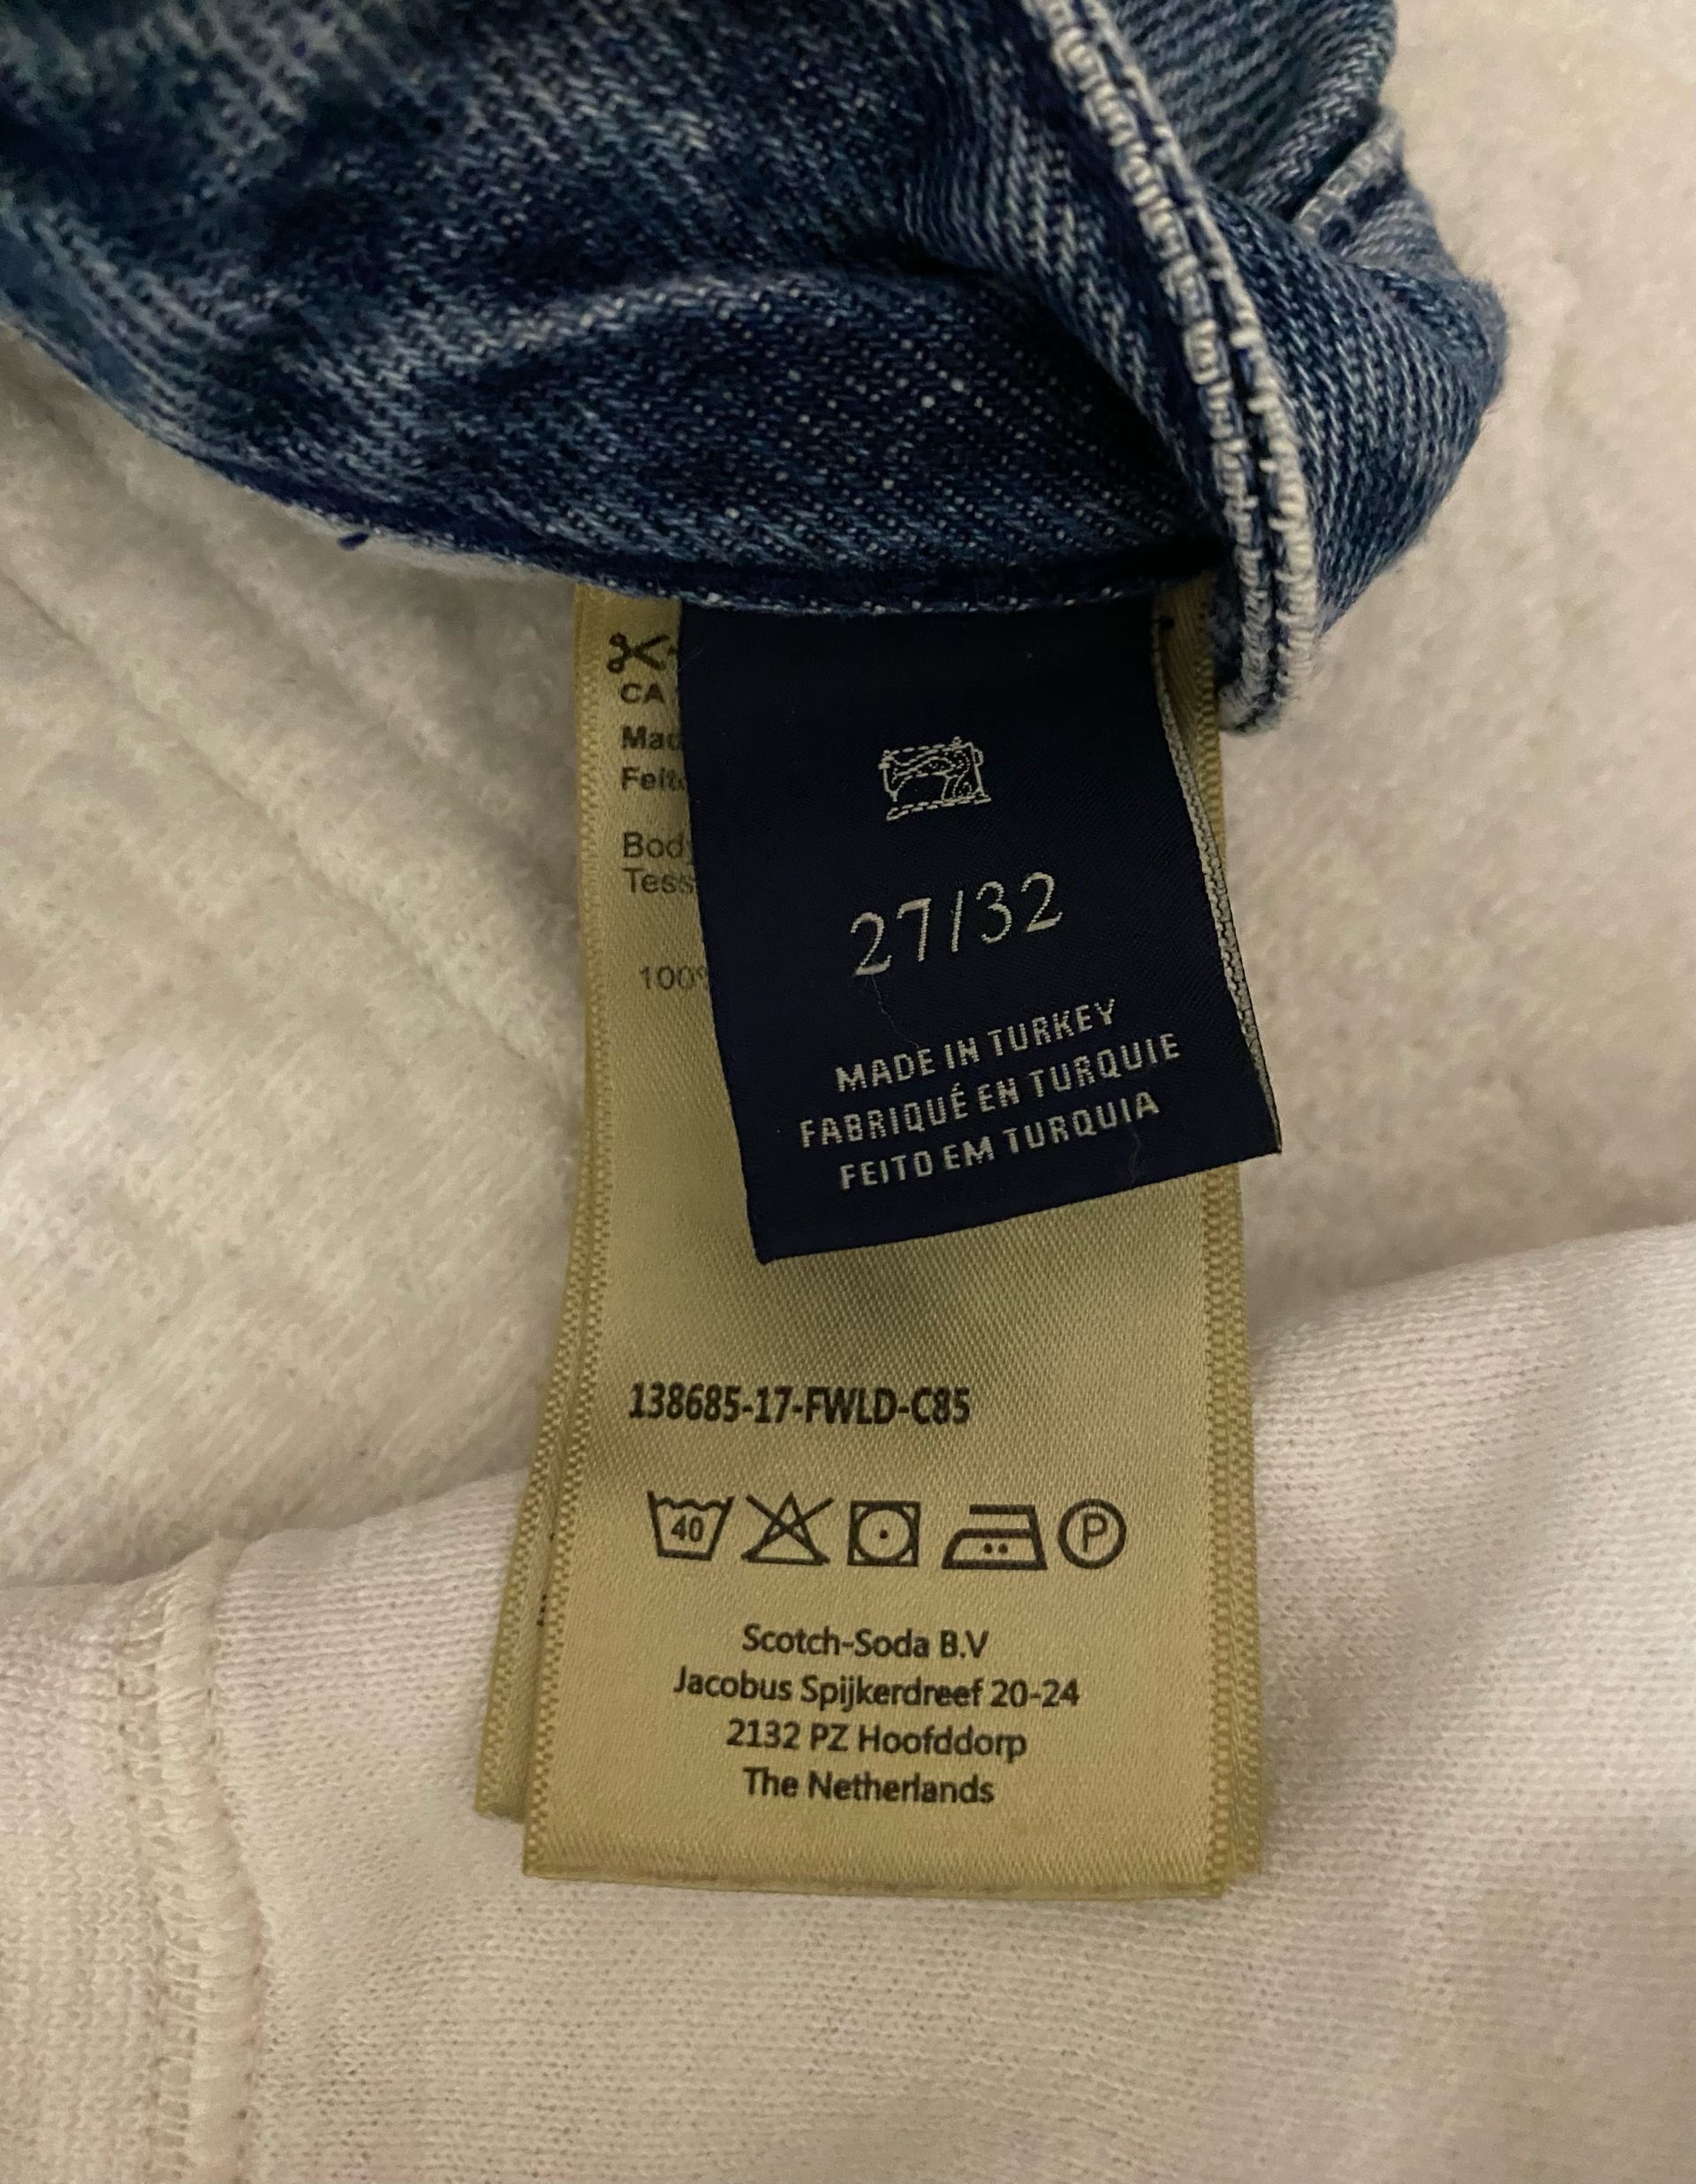 CA
27/32
MADE IN TURKEY
FABRIQUÉ EN TURQUIE
FEITO EM TURQUIA
100%
138685-17-FWLD-C85
40
P
Scotch-Soda B.V
Jacobus Spijkerdreef 20-24
2132 PZ Hoofddorp
The Netherlands